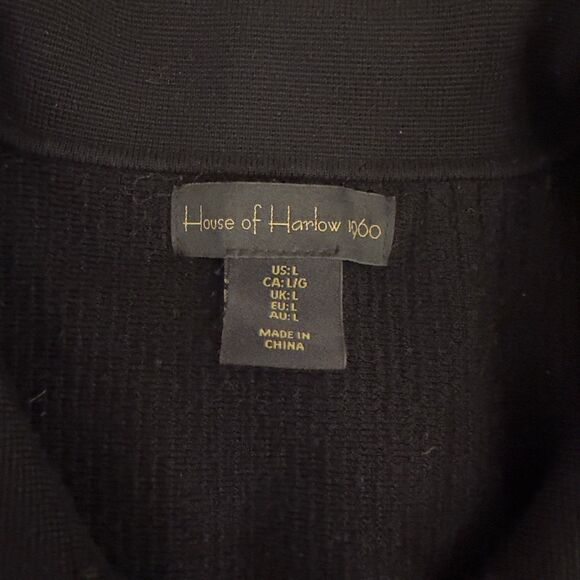 House of Harlow 1960
US: L
CA: L/G
UK: L
EU: L
AU: L
MADE IN
CHINA